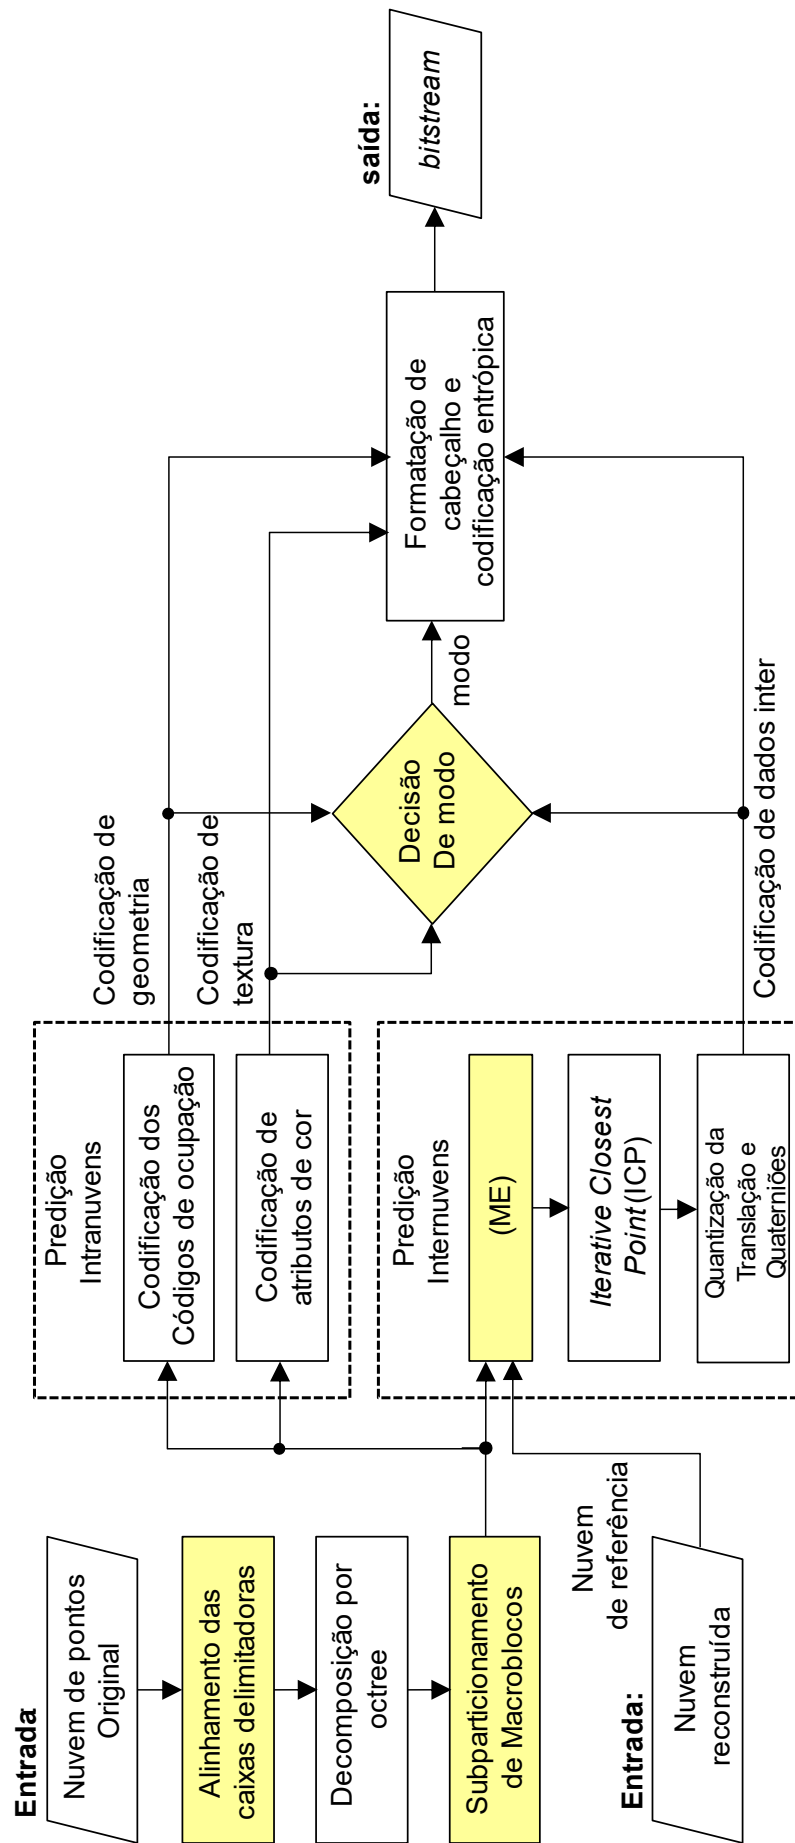 Entrada:
Nuvem de pontos
Original
Alinhamento das
caixas delimitadoras
Decomposição por
octree
Subparticionamento
de Macroblocos
Nuvem
de referência
Entrada:
Nuvem
reconstruída
Predição
Intranuvens
Codificação dos
Códigos de ocupação
Codificação de
atributos de cor
Predição
Internuvens
(ME)
Iterative Closest
Point (ICP)
Quantização da
Translação e
Quaterniões
Codificação de
geometria
Codificação de
textura
Decisão
De modo
modo
Codificação de dados inter
Formatação de
cabeçalho e
codificação entrópica
saída:
bitstream